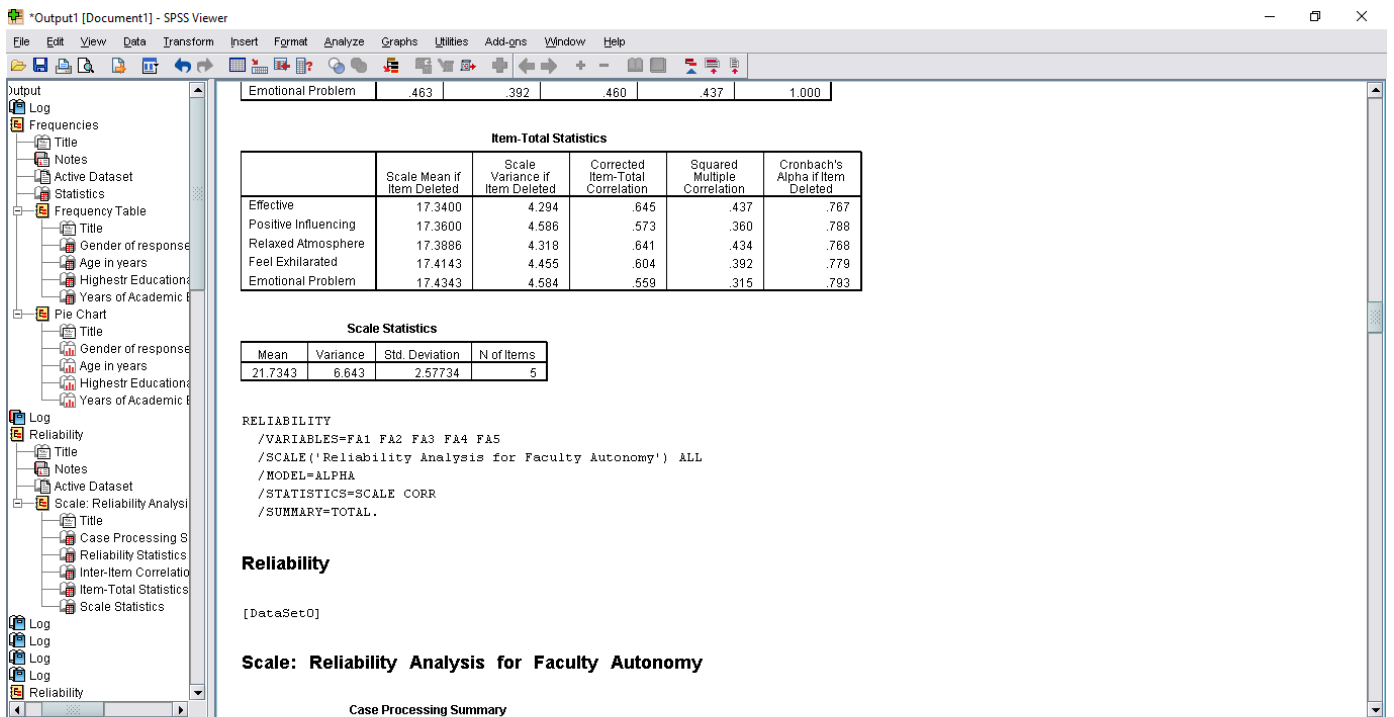 *Output1 [Document1] - SPSS Viewer
File Edit View Data Transform Insert Format Analyze Graphs Utilities Add-ons Window Help
Output
Log
Frequencies
Title
Notes
Active Dataset
Statistics
Frequency Table
Title
Gender of response
Age in years
Highestr Educationa
Years of Academic E
Pie Chart
Title
Gender of response
Age in years
Highestr Educationa
Years of Academic E
Log
Reliability
Title
Notes
Active Dataset
Scale: Reliability Analysi
Title
Case Processing S
Reliability Statistics
Inter-Item Correlatio
Item-Total Statistics
Scale Statistics
Log
Log
Log
Log
Reliability
Emotional Problem .463 .392 .460 .437 1.000
Item-Total Statistics
Scale Mean if Item Deleted Scale Variance if Item Deleted Corrected Item-Total Correlation Squared Multiple Correlation Cronbach's Alpha if Item Deleted
Effective 17.3400 4.294 .645 .437 .767
Positive Influencing 17.3600 4.586 .573 .360 .788
Relaxed Atmosphere 17.3886 4.318 .641 .434 .768
Feel Exhilarated 17.4143 4.455 .604 .392 .779
Emotional Problem 17.4343 4.584 .559 .315 .793
Scale Statistics
Mean Variance Std. Deviation N of Items
21.7343 6.643 2.57734 5
RELIABILITY
/VARIABLES=FA1 FA2 FA3 FA4 FA5
/SCALE('Reliability Analysis for Faculty Autonomy') ALL
/MODEL=ALPHA
/STATISTICS=SCALE CORR
/SUMMARY=TOTAL.
Reliability
[DataSet0]
Scale: Reliability Analysis for Faculty Autonomy
Case Processing Summary